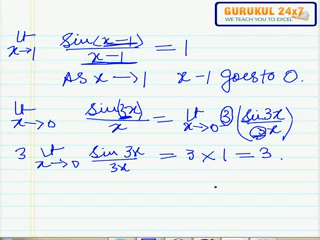 GURUKUL 24x7
WE TEACH YOU TO EXCEL
lt x→1 sin(x-1)/x-1 = 1
As x → 1 x-1 goes to 0.
lt x→0 sin(3x)/x = lt x→0 3 (sin 3x/3x)
3 lt x→0 sin 3x/3x = 3 × 1 = 3.